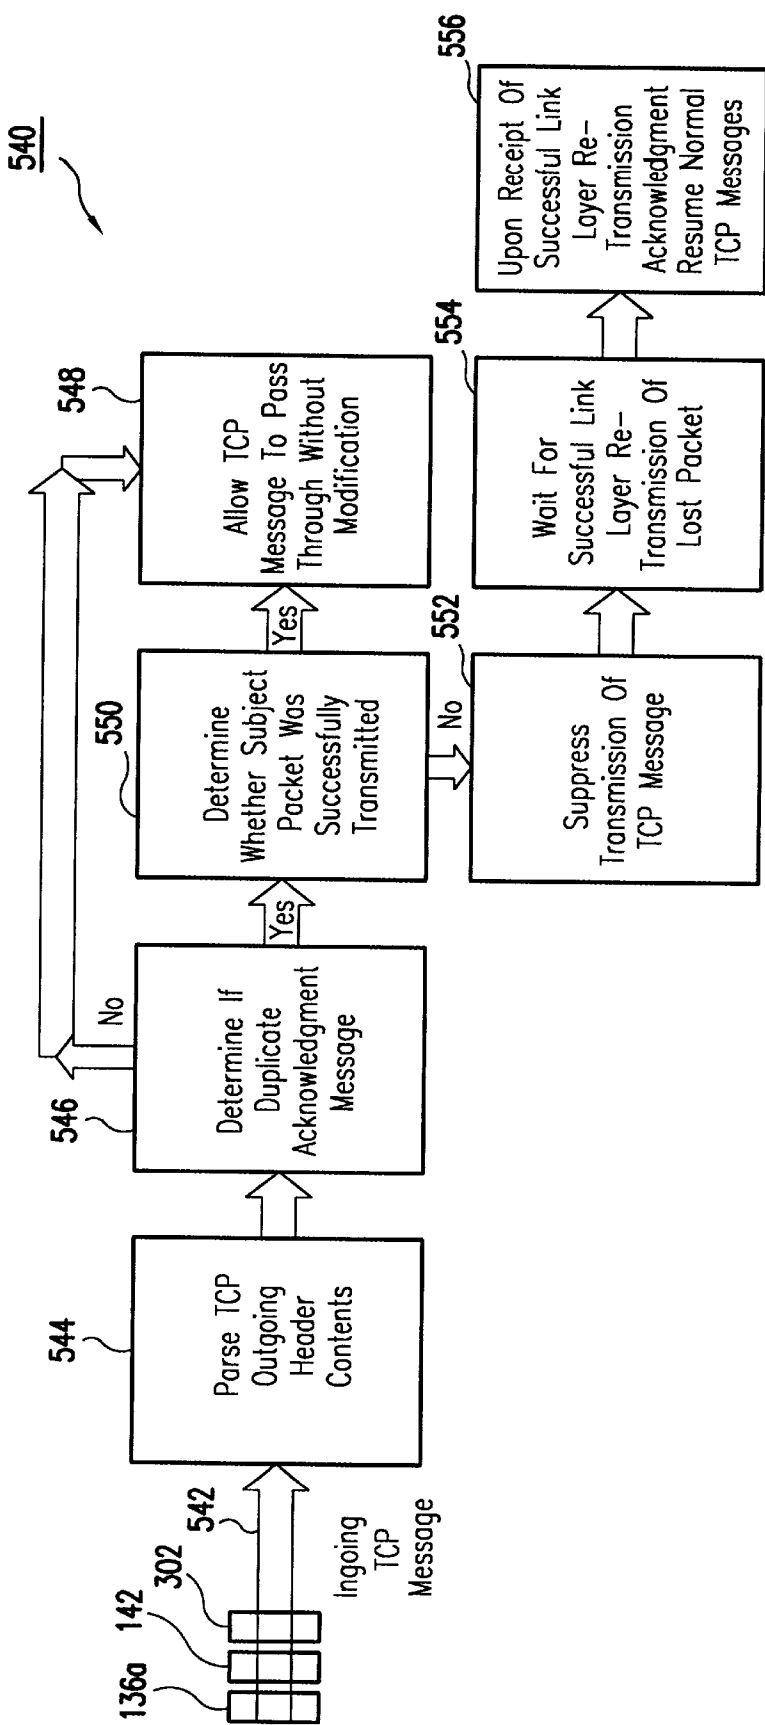 540
136a
142
302
542
Ingoing
TCP
Message
544
Parse TCP
Outgoing
Header
Contents
546
Determine If
Duplicate
Acknowledgment
Message
No
Yes
550
Determine
Whether Subject
Packet Was
Successfully
Transmitted
Yes
548
Allow TCP
Message To Pass
Through Without
Modification
No
552
Suppress
Transmission Of
TCP Message
554
Wait For
Successful Link
Layer Re-
Transmission Of
Lost Packet
556
Upon Receipt Of
Successful Link
Layer Re-
Transmission
Acknowledgment
Resume Normal
TCP Messages